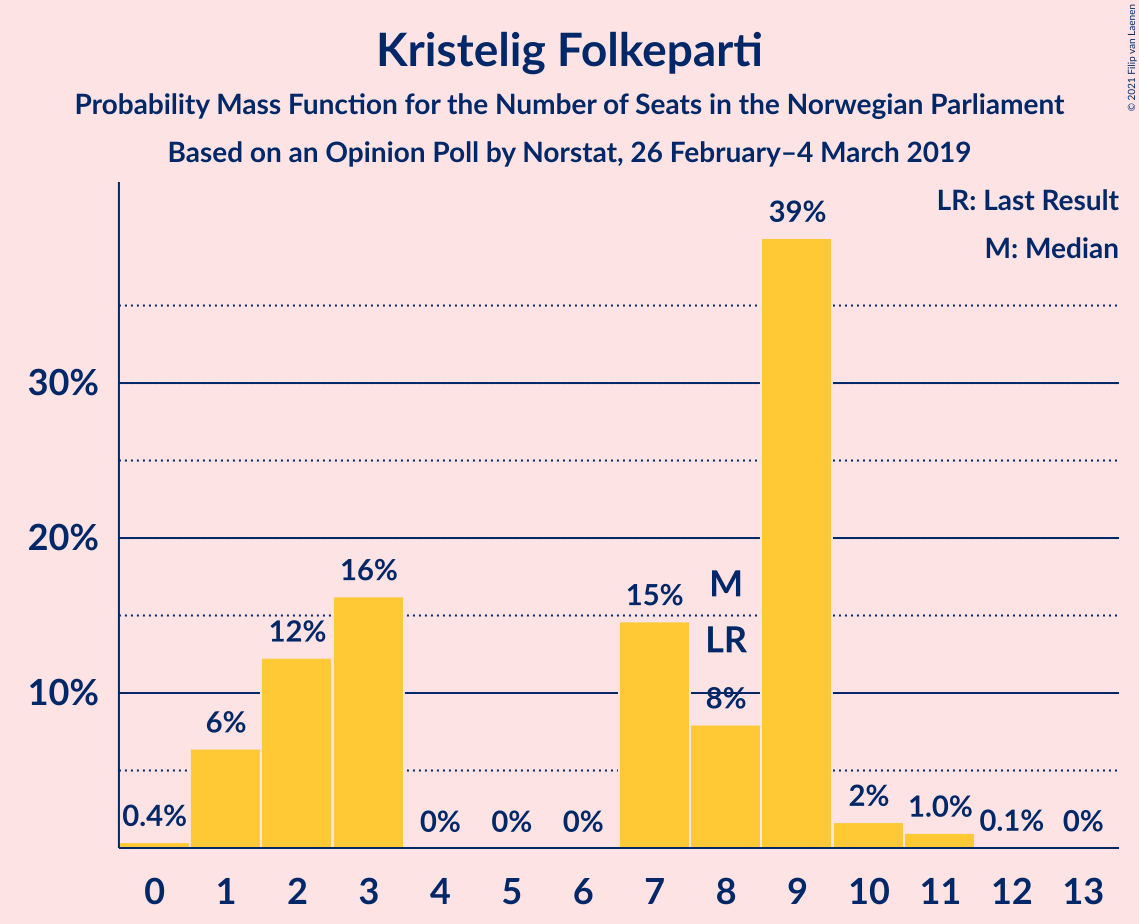 Kristelig Folkeparti
Probability Mass Function for the Number of Seats in the Norwegian Parliament
Based on an Opinion Poll by Norstat, 26 February–4 March 2019
© 2021 Filip van Laenen
LR: Last Result
M: Median
39%
30%
20%
10%
0.4%
6%
12%
16%
0%
0%
0%
15%
M
LR
8%
2%
1.0%
0.1%
0%
0 1 2 3 4 5 6 7 8 9 10 11 12 13